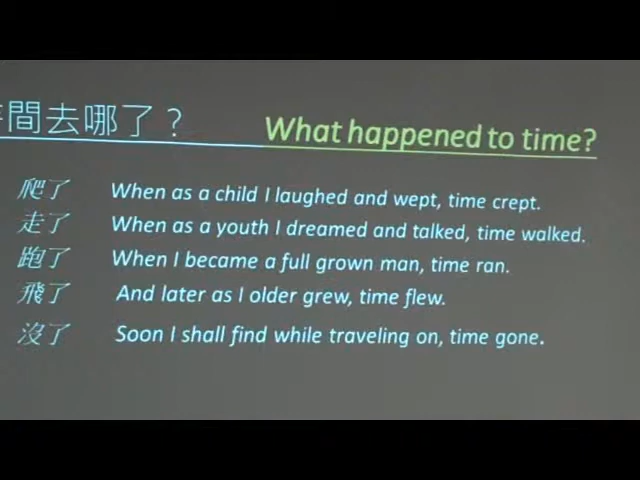 時間去哪了？ What happened to time?
爬了 When as a child I laughed and wept, time crept.
走了 When as a youth I dreamed and talked, time walked.
跑了 When I became a full grown man, time ran.
飛了 And later as I older grew, time flew.
沒了 Soon I shall find while traveling on, time gone.